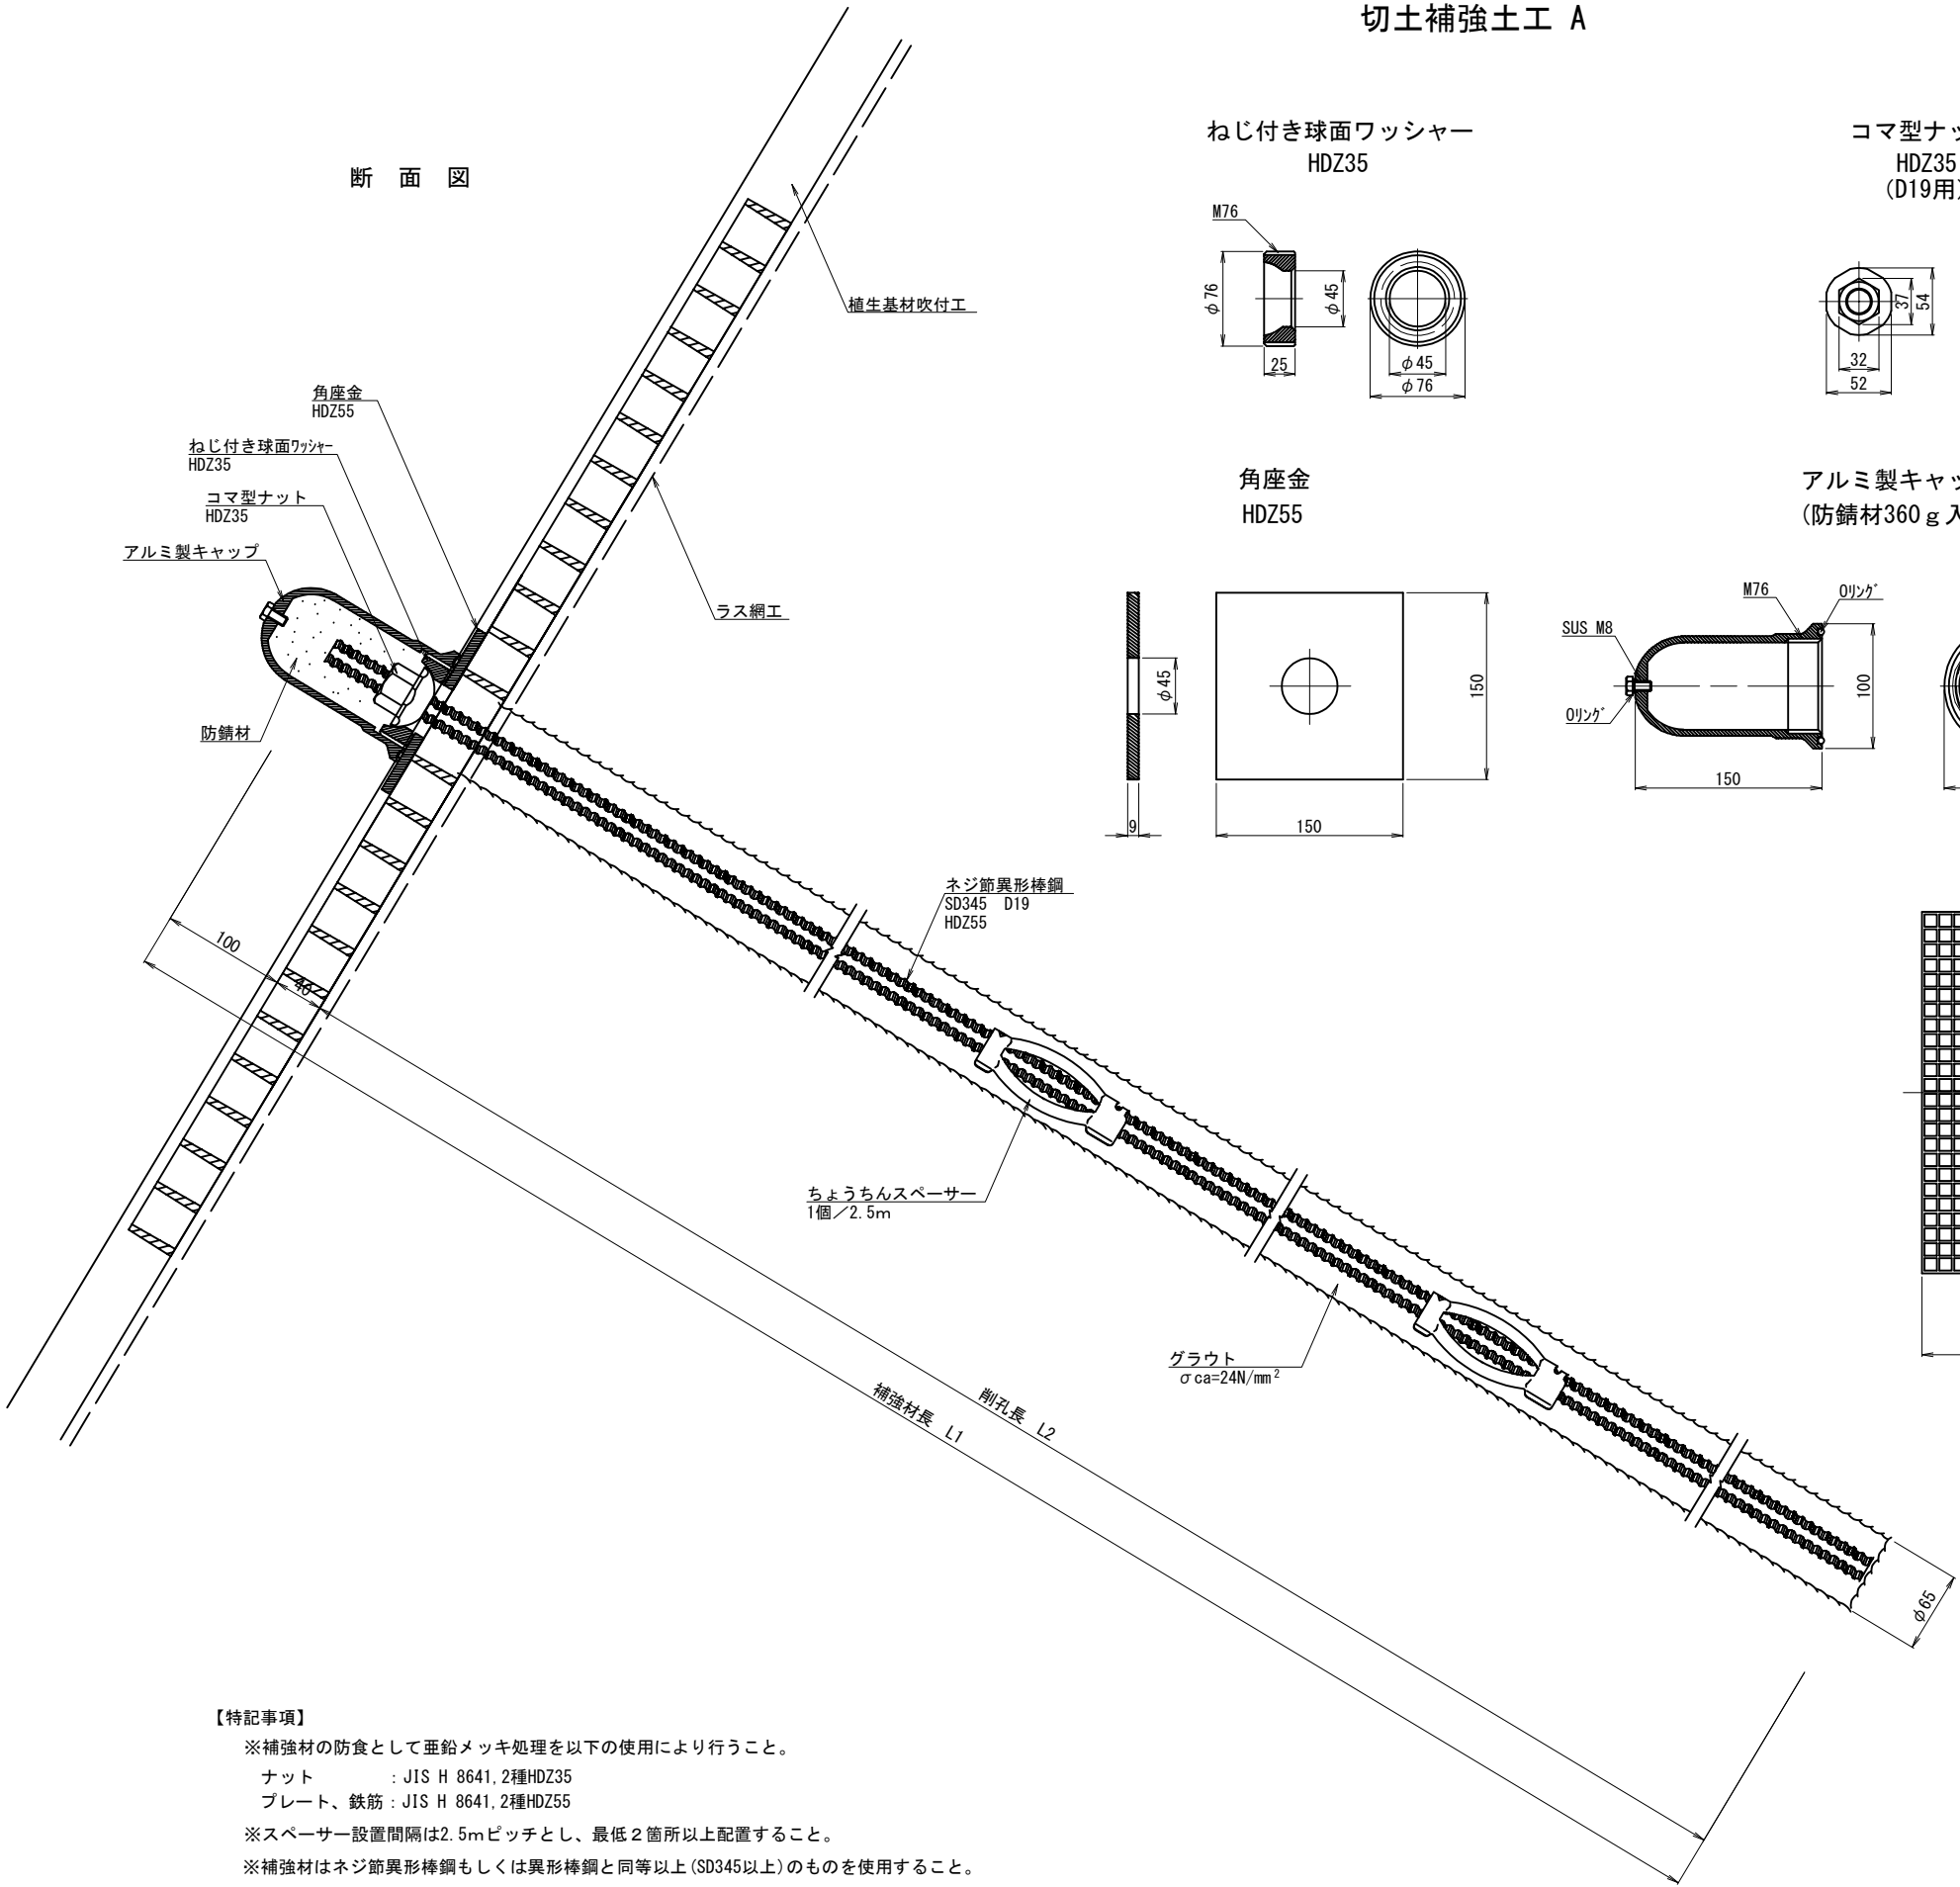 切土補強土工 A
断 面 図
植生基材吹付工
角座金
HDZ55
ねじ付き球面ワッシャー
HDZ35
コマ型ナット
HDZ35
アルミ製キャップ
防錆材
ラス網工
100
40
ネジ節異形棒鋼
SD345 D19
HDZ55
ちょうちんスペーサー
1個/2.5m
グラウト
σca=24N/mm²
補強材長 L1
削孔長 L2
φ65
ねじ付き球面ワッシャー
HDZ35
M76
φ76
φ45
25
φ45
φ76
コマ型ナッ
HDZ35
(D19用)
37
54
32
52
角座金
HDZ55
φ45
150
9
150
アルミ製キャッ
(防錆材360g入
M76
Oリング
SUS M8
Oリング
100
150
【特記事項】
※補強材の防食として亜鉛メッキ処理を以下の使用により行うこと。
ナット :JIS H 8641,2種HDZ35
プレート、鉄筋:JIS H 8641,2種HDZ55
※スペーサー設置間隔は2.5mピッチとし、最低2箇所以上配置すること。
※補強材はネジ節異形棒鋼もしくは異形棒鋼と同等以上(SD345以上)のものを使用すること。